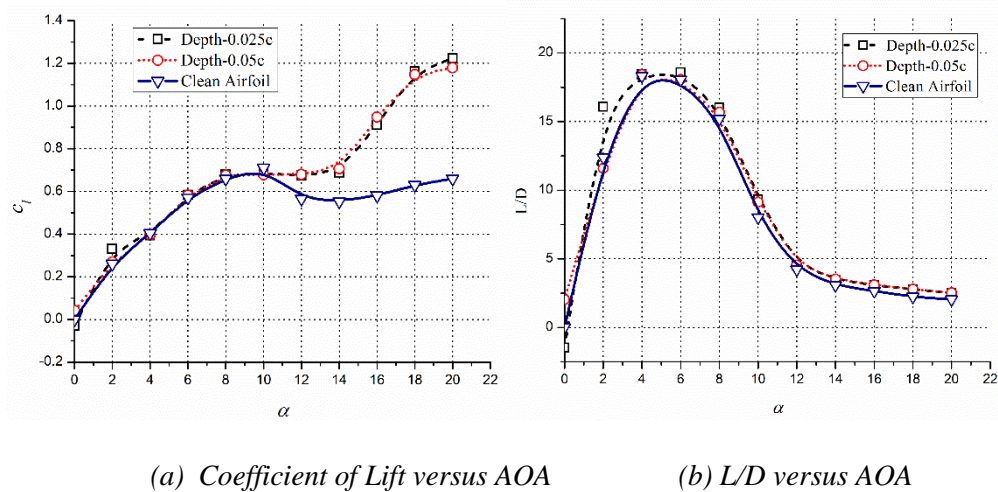 1.4
1.2
1.0
0.8
0.6
0.4
0.2
0.0
-0.2
c_l
Depth-0.025c
Depth-0.05c
Clean Airfoil
0 2 4 6 8 10 12 14 16 18 20 22
α
20
15
10
5
0
L/D
Depth-0.025c
Depth-0.05c
Clean Airfoil
0 2 4 6 8 10 12 14 16 18 20 22
α
(a) Coefficient of Lift versus AOA
(b) L/D versus AOA